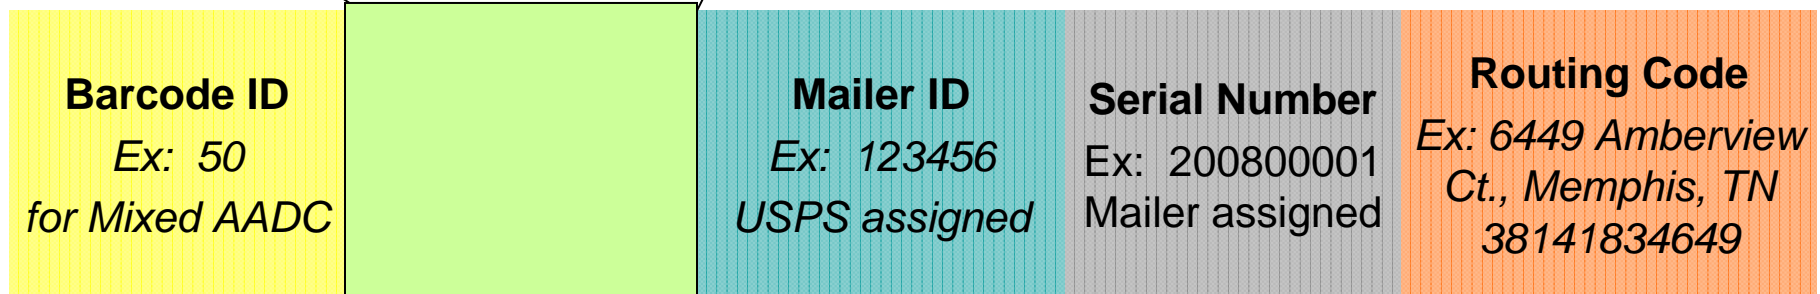 Barcode ID
Ex: 50
for Mixed AADC
Mailer ID
Ex: 123456
USPS assigned
Serial Number
Ex: 200800001
Mailer assigned
Routing Code
Ex: 6449 Amberview
Ct., Memphis, TN
38141834649